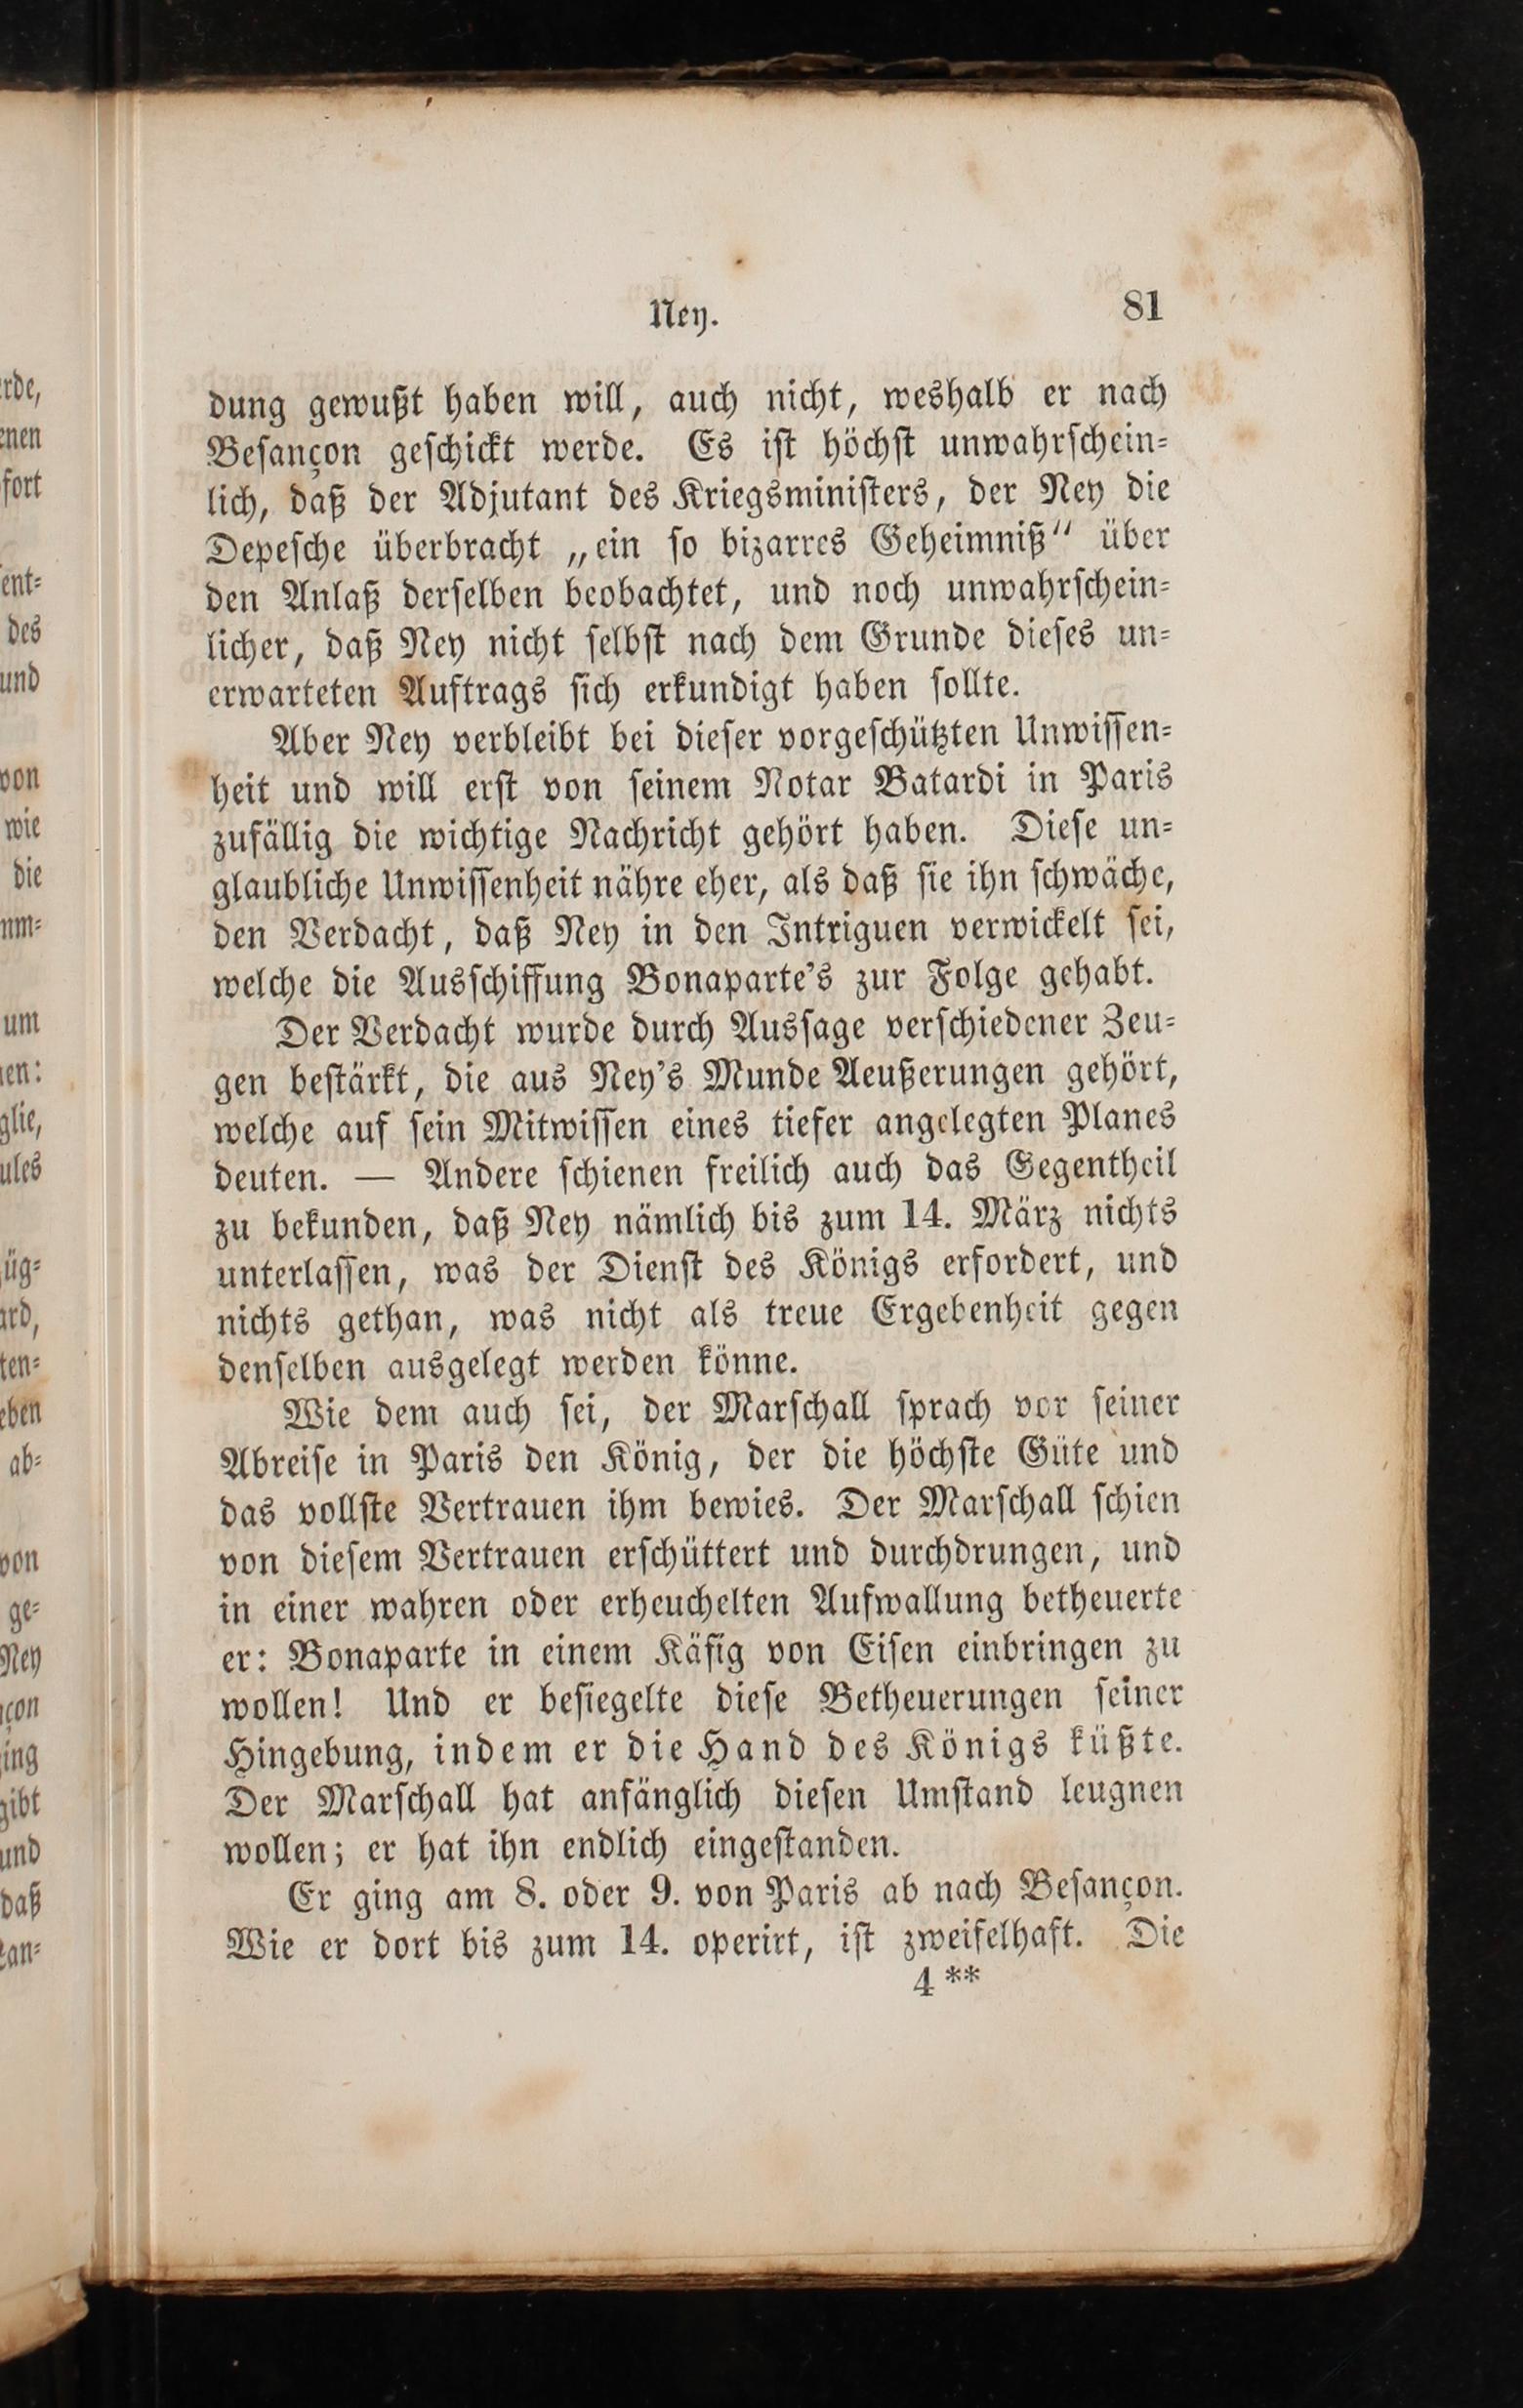 Ney. 81
dung gewußt haben will, auch nicht, weshalb er nach
Besançon geschickt werde. Es ist höchst unwahrschein-
lich, daß der Adjutant des Kriegsministers, der Ney die
Depesche überbracht „ein so bizarres Geheimniß“ über
den Anlaß derselben beobachtet, und noch unwahrschein-
licher, daß Ney nicht selbst nach dem Grunde dieses un-
erwarteten Auftrags sich erkundigt haben sollte.
Aber Ney verbleibt bei dieser vorgeschützten Unwissen-
heit und will erst von seinem Notar Batardi in Paris
zufällig die wichtige Nachricht gehört haben. Diese un-
glaubliche Unwissenheit nähre eher, als daß sie ihn schwäche,
den Verdacht, daß Ney in den Intriguen verwickelt sei,
welche die Ausschiffung Bonaparte's zur Folge gehabt.
Der Verdacht wurde durch Aussage verschiedener Zeu-
gen bestärkt, die aus Ney's Munde Aeußerungen gehört,
welche auf sein Mitwissen eines tiefer angelegten Planes
deuten. — Andere schienen freilich auch das Gegentheil
zu bekunden, daß Ney nämlich bis zum 14. März nichts
unterlassen, was der Dienst des Königs erfordert, und
nichts gethan, was nicht als treue Ergebenheit gegen
denselben ausgelegt werden könne.
Wie dem auch sei, der Marschall sprach vor seiner
Abreise in Paris den König, der die höchste Güte und
das vollste Vertrauen ihm bewies. Der Marschall schien
von diesem Vertrauen erschüttert und durchdrungen, und
in einer wahren oder erheuchelten Aufwallung betheuerte
er: Bonaparte in einem Käfig von Eisen einbringen zu
wollen! Und er besiegelte diese Betheuerungen seiner
Hingebung, indem er die Hand des Königs küßte.
Der Marschall hat anfänglich diesen Umstand leugnen
wollen; er hat ihn endlich eingestanden.
Er ging am 8. oder 9. von Paris ab nach Besançon.
Wie er dort bis zum 14. operirt, ist zweifelhaft. Die
4**